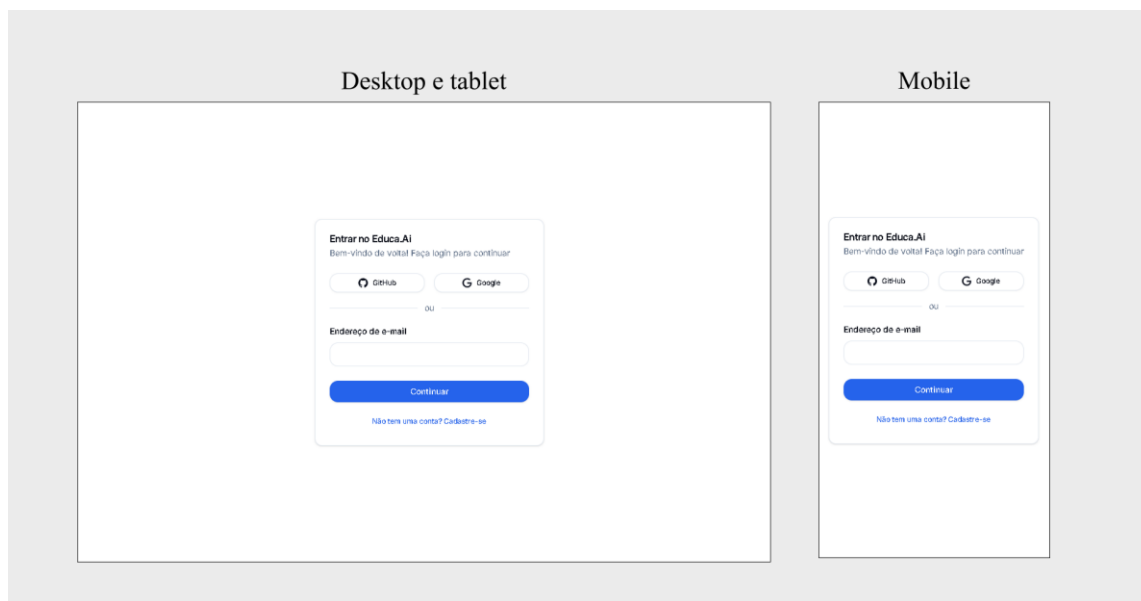 Desktop e tablet
Entrar no Educa.Ai
Bem-vindo de volta! Faça login para continuar
GitHub
Google
ou
Endereço de e-mail
Continuar
Não tem uma conta? Cadastre-se
Mobile
Entrar no Educa.Ai
Bem-vindo de volta! Faça login para continuar
GitHub
Google
ou
Endereço de e-mail
Continuar
Não tem uma conta? Cadastre-se